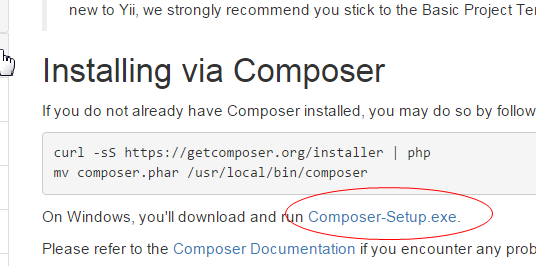 new to Yii, we strongly recommend you stick to the Basic Project
Installing via Composer
If you do not already have Composer installed, you may do so by
curl -sS https://getcomposer.org/installer | php
mv composer.phar /usr/local/bin/composer
On Windows, you'll download and run Composer-Setup.exe.
Please refer to the Composer Documentation if you encounter any